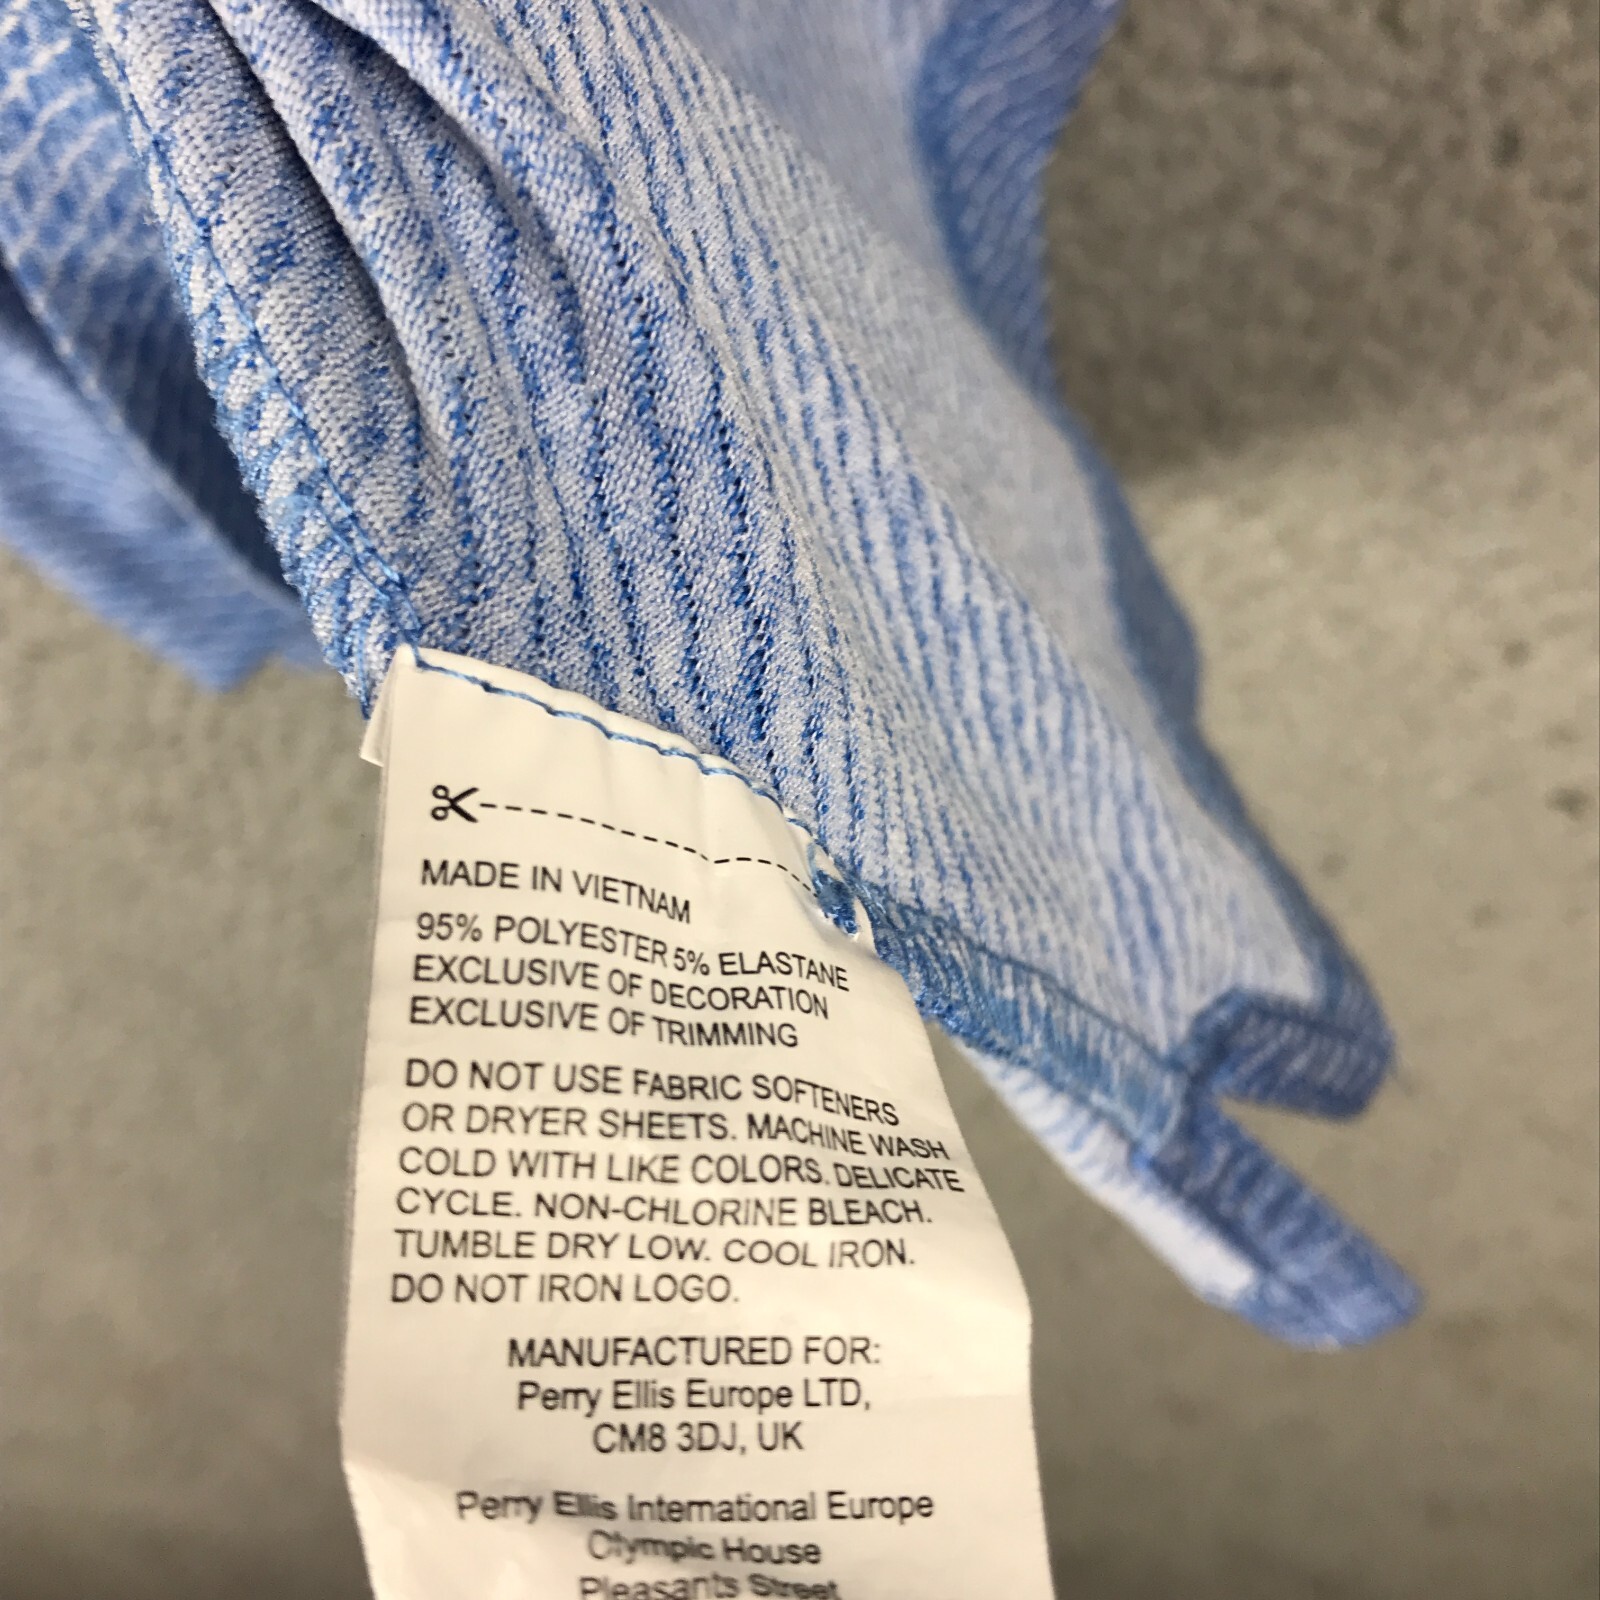 MADE IN VIETNAM
95% POLYESTER 5% ELASTANE
EXCLUSIVE OF DECORATION
EXCLUSIVE OF TRIMMING
DO NOT USE FABRIC SOFTENERS
OR DRYER SHEETS. MACHINE WASH
COLD WITH LIKE COLORS. DELICATE
CYCLE. NON-CHLORINE BLEACH.
TUMBLE DRY LOW. COOL IRON.
DO NOT IRON LOGO.
MANUFACTURED FOR:
Perry Ellis Europe LTD,
CM8 3DJ, UK
Perry Ellis International Europe
Olympic House
Pleasants Street